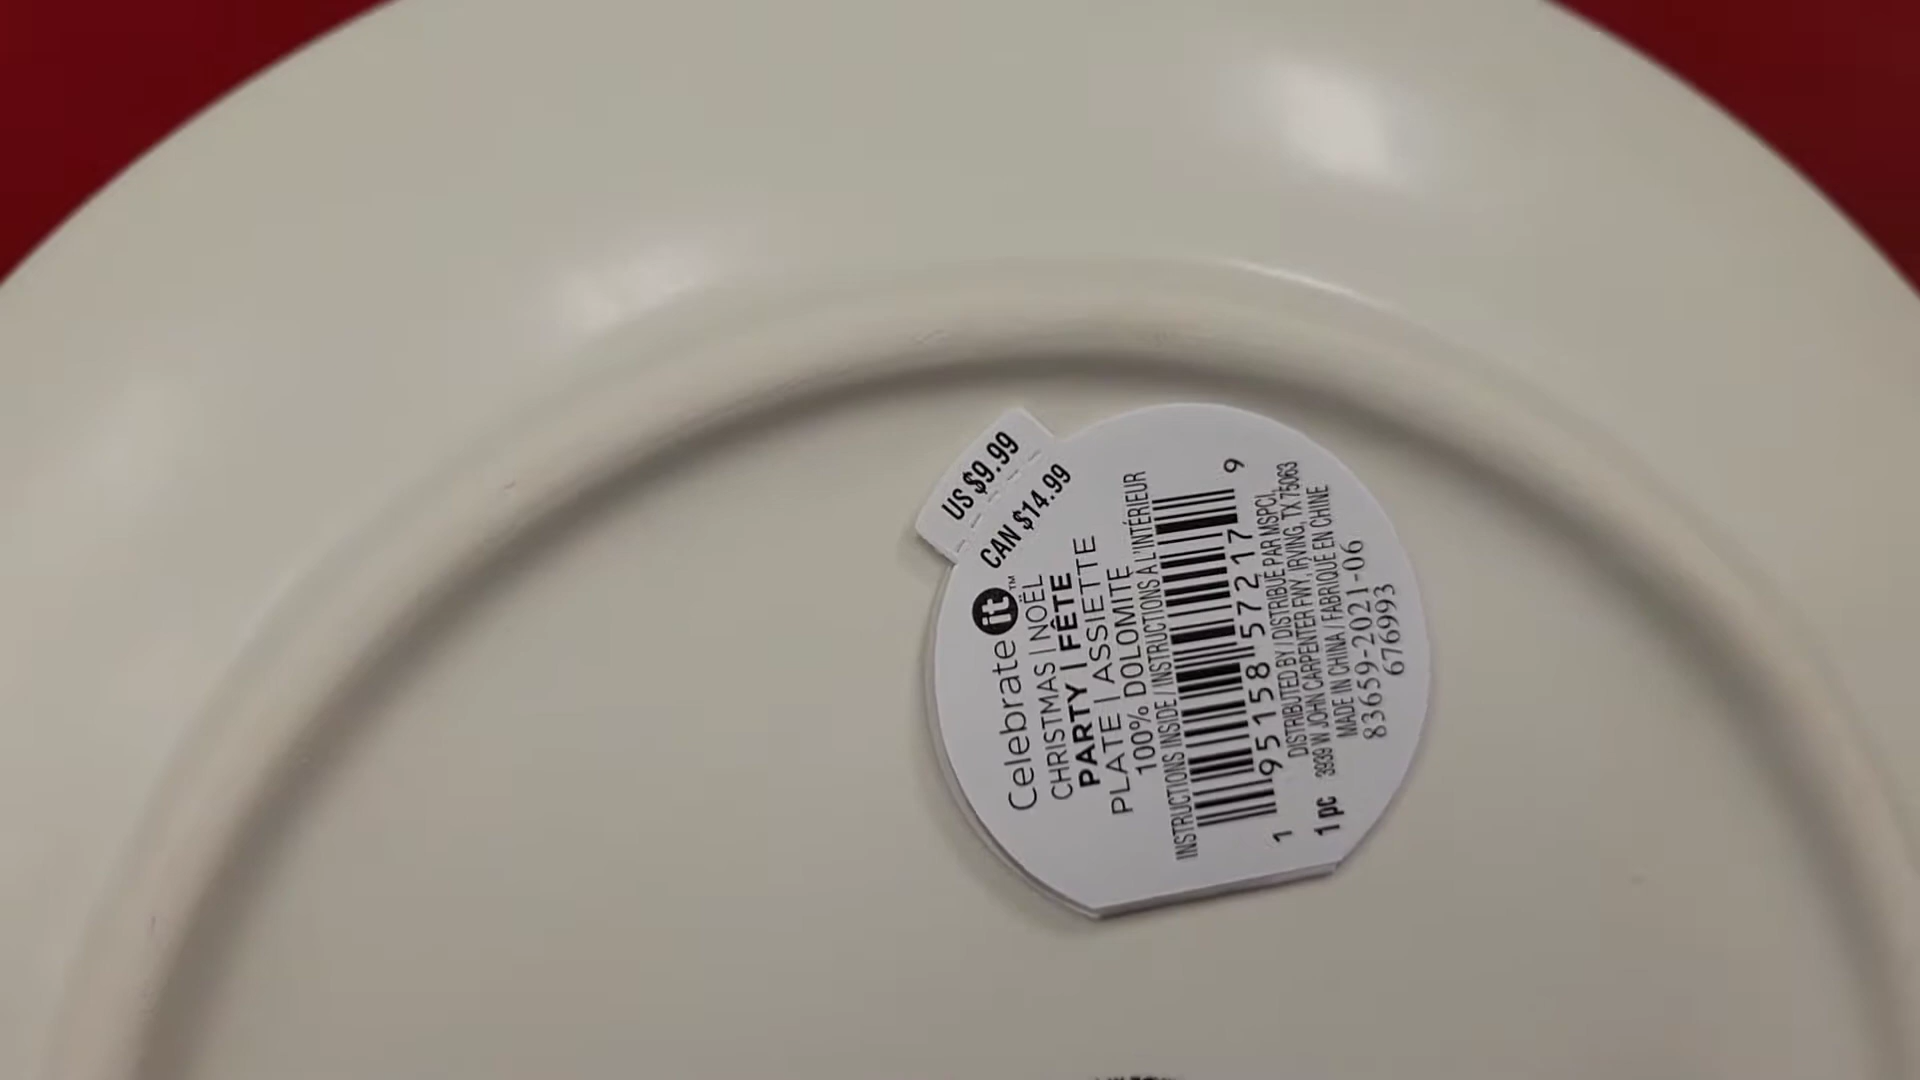 US $9.99
CAN $14.99
Celebrate it™
CHRISTMAS | NOËL
PARTY | FÊTE
PLATE | ASSIETTE
100% DOLOMITE
INSTRUCTIONS INSIDE / INSTRUCTIONS À L'INTÉRIEUR
1 95158 57217 9
DISTRIBUTED BY / DISTRIBUÉ PAR MSPCI,
1 pc 3939 W JOHN CARPENTER FWY, IRVING, TX 75063
MADE IN CHINA / FABRIQUÉ EN CHINE
83659-2021-06
676993